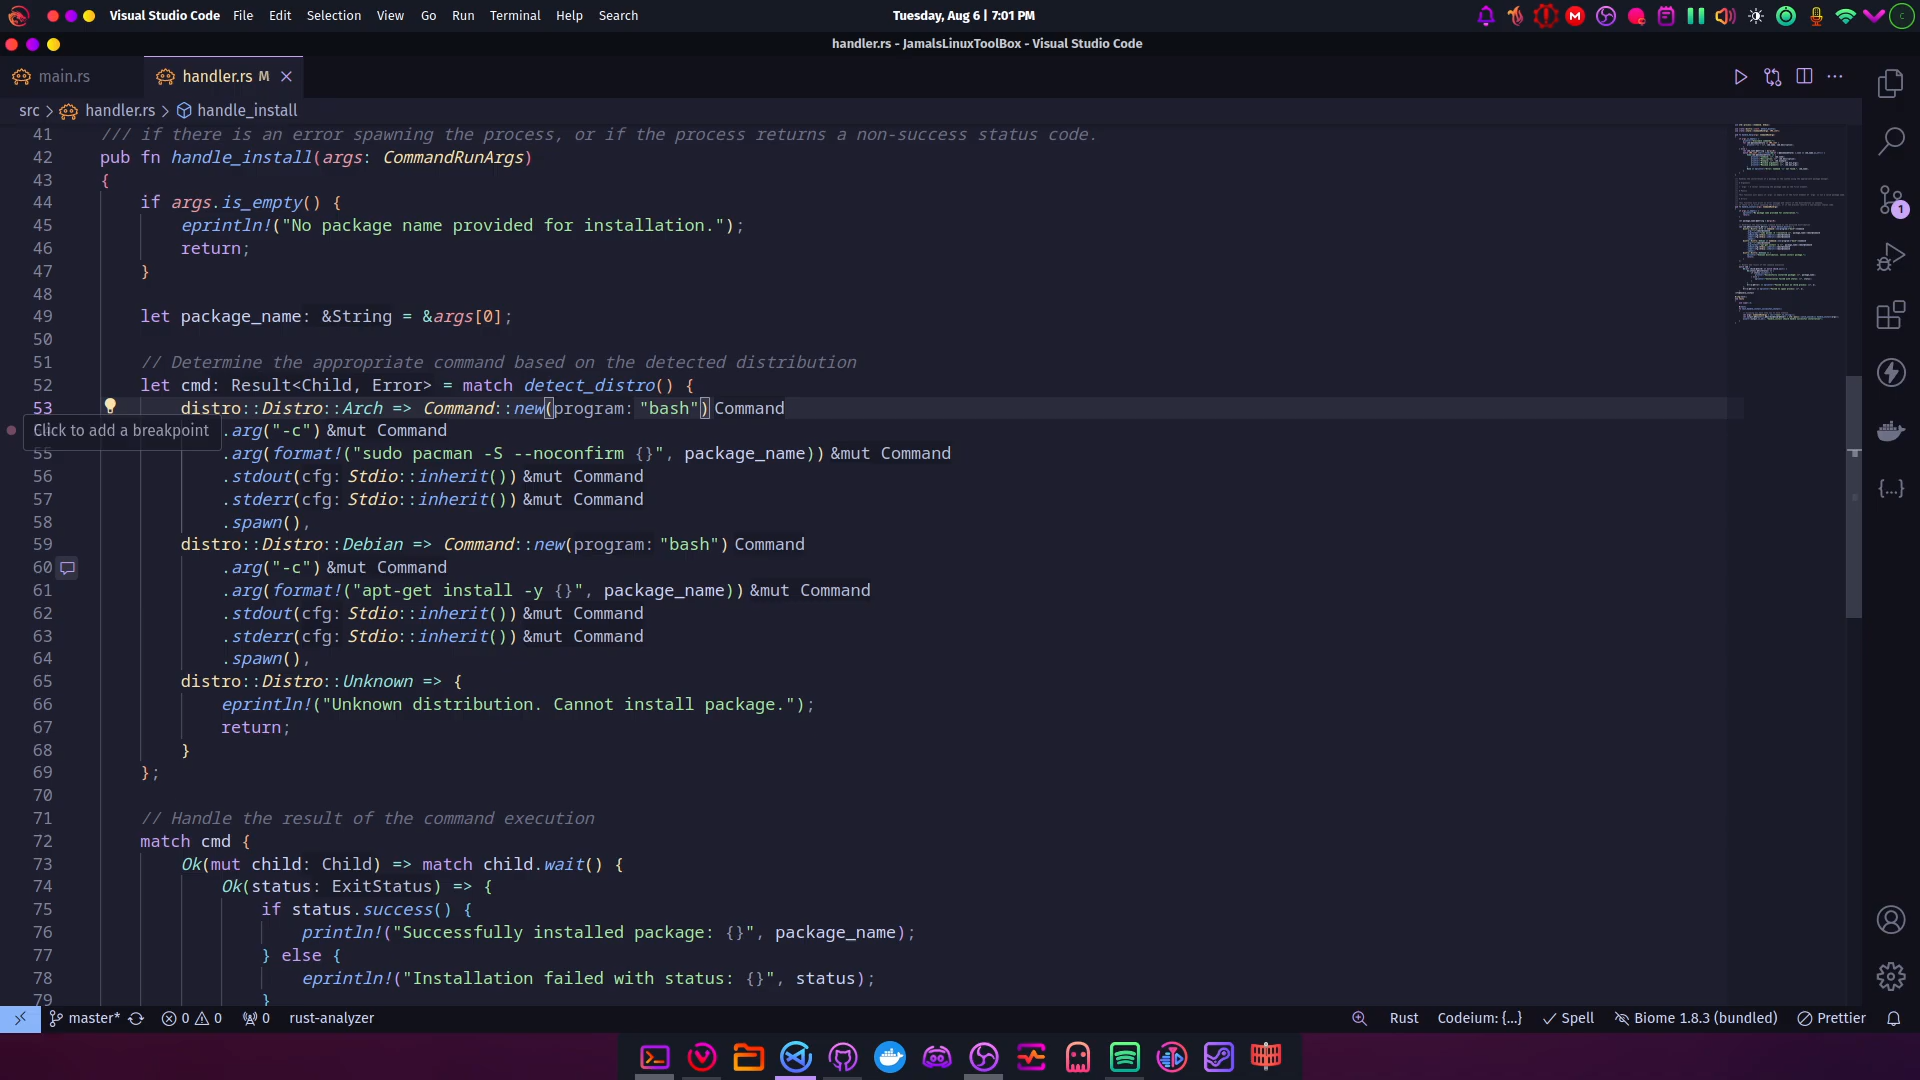 Visual Studio Code File Edit Selection View Go Run Terminal Help Search Tuesday, Aug 6 | 7:01 PM
handler.rs - JamalsLinuxToolBox - Visual Studio Code
main.rs handler.rs M
src > handler.rs > handle_install
41 /// if there is an error spawning the process, or if the process returns a non-success status code.
42 pub fn handle_install(args: CommandRunArgs)
43 {
44 if args.is_empty() {
45 eprintln!("No package name provided for installation.");
46 return;
47 }
48
49 let package_name: &String = &args[0];
50
51 // Determine the appropriate command based on the detected distribution
52 let cmd: Result<Child, Error> = match detect_distro() {
53 distro::Distro::Arch => Command::new(program: "bash") Command
Click to add a breakpoint .arg("-c") &mut Command
55 .arg(format!("sudo pacman -S --noconfirm {}", package_name)) &mut Command
56 .stdout(cfg: Stdio::inherit()) &mut Command
57 .stderr(cfg: Stdio::inherit()) &mut Command
58 .spawn(),
59 distro::Distro::Debian => Command::new(program: "bash") Command
60 .arg("-c") &mut Command
61 .arg(format!("apt-get install -y {}", package_name)) &mut Command
62 .stdout(cfg: Stdio::inherit()) &mut Command
63 .stderr(cfg: Stdio::inherit()) &mut Command
64 .spawn(),
65 distro::Distro::Unknown => {
66 eprintln!("Unknown distribution. Cannot install package.");
67 return;
68 }
69 };
70
71 // Handle the result of the command execution
72 match cmd {
73 Ok(mut child: Child) => match child.wait() {
74 Ok(status: ExitStatus) => {
75 if status.success() {
76 println!("Successfully installed package: {}", package_name);
77 } else {
78 eprintln!("Installation failed with status: {}", status);
79 }
1
master* 0 0 0 rust-analyzer Rust Codeium: {...} Spell Biome 1.8.3 (bundled) Prettier